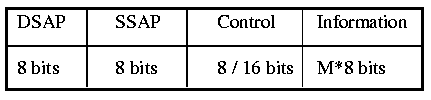 DSAP SSAP Control Information
8 bits 8 bits 8 / 16 bits M*8 bits